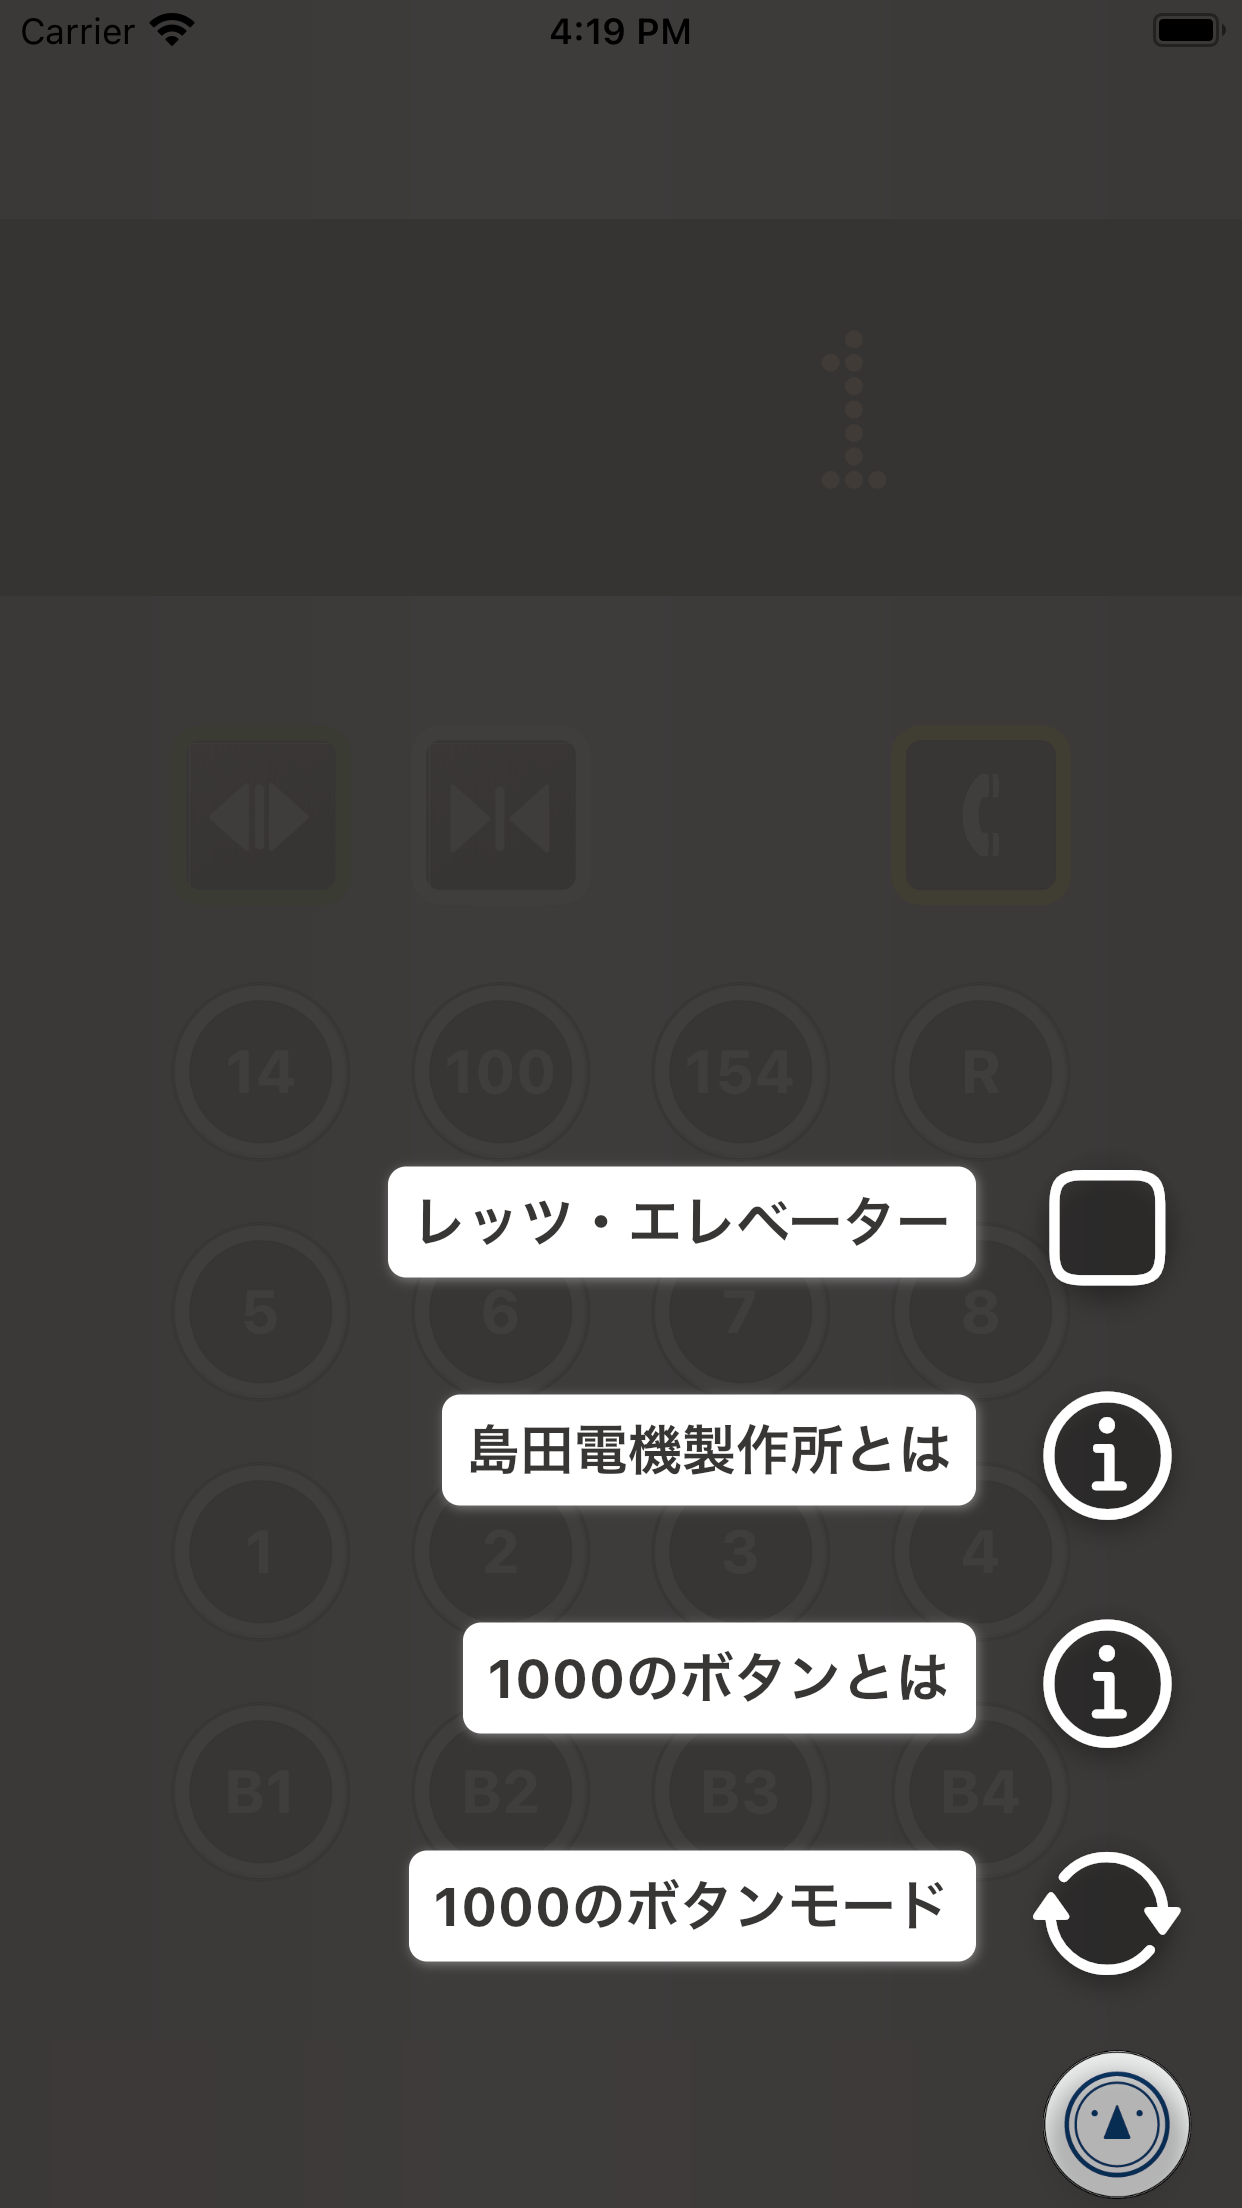 Carrier 4:19 PM
1
14 100 154 R
レッツ・エレベーター
5 6 7 8
島田電機製作所とは
1 2 3 4
1000のボタンとは
B1 B2 B3 B4
1000のボタンモード